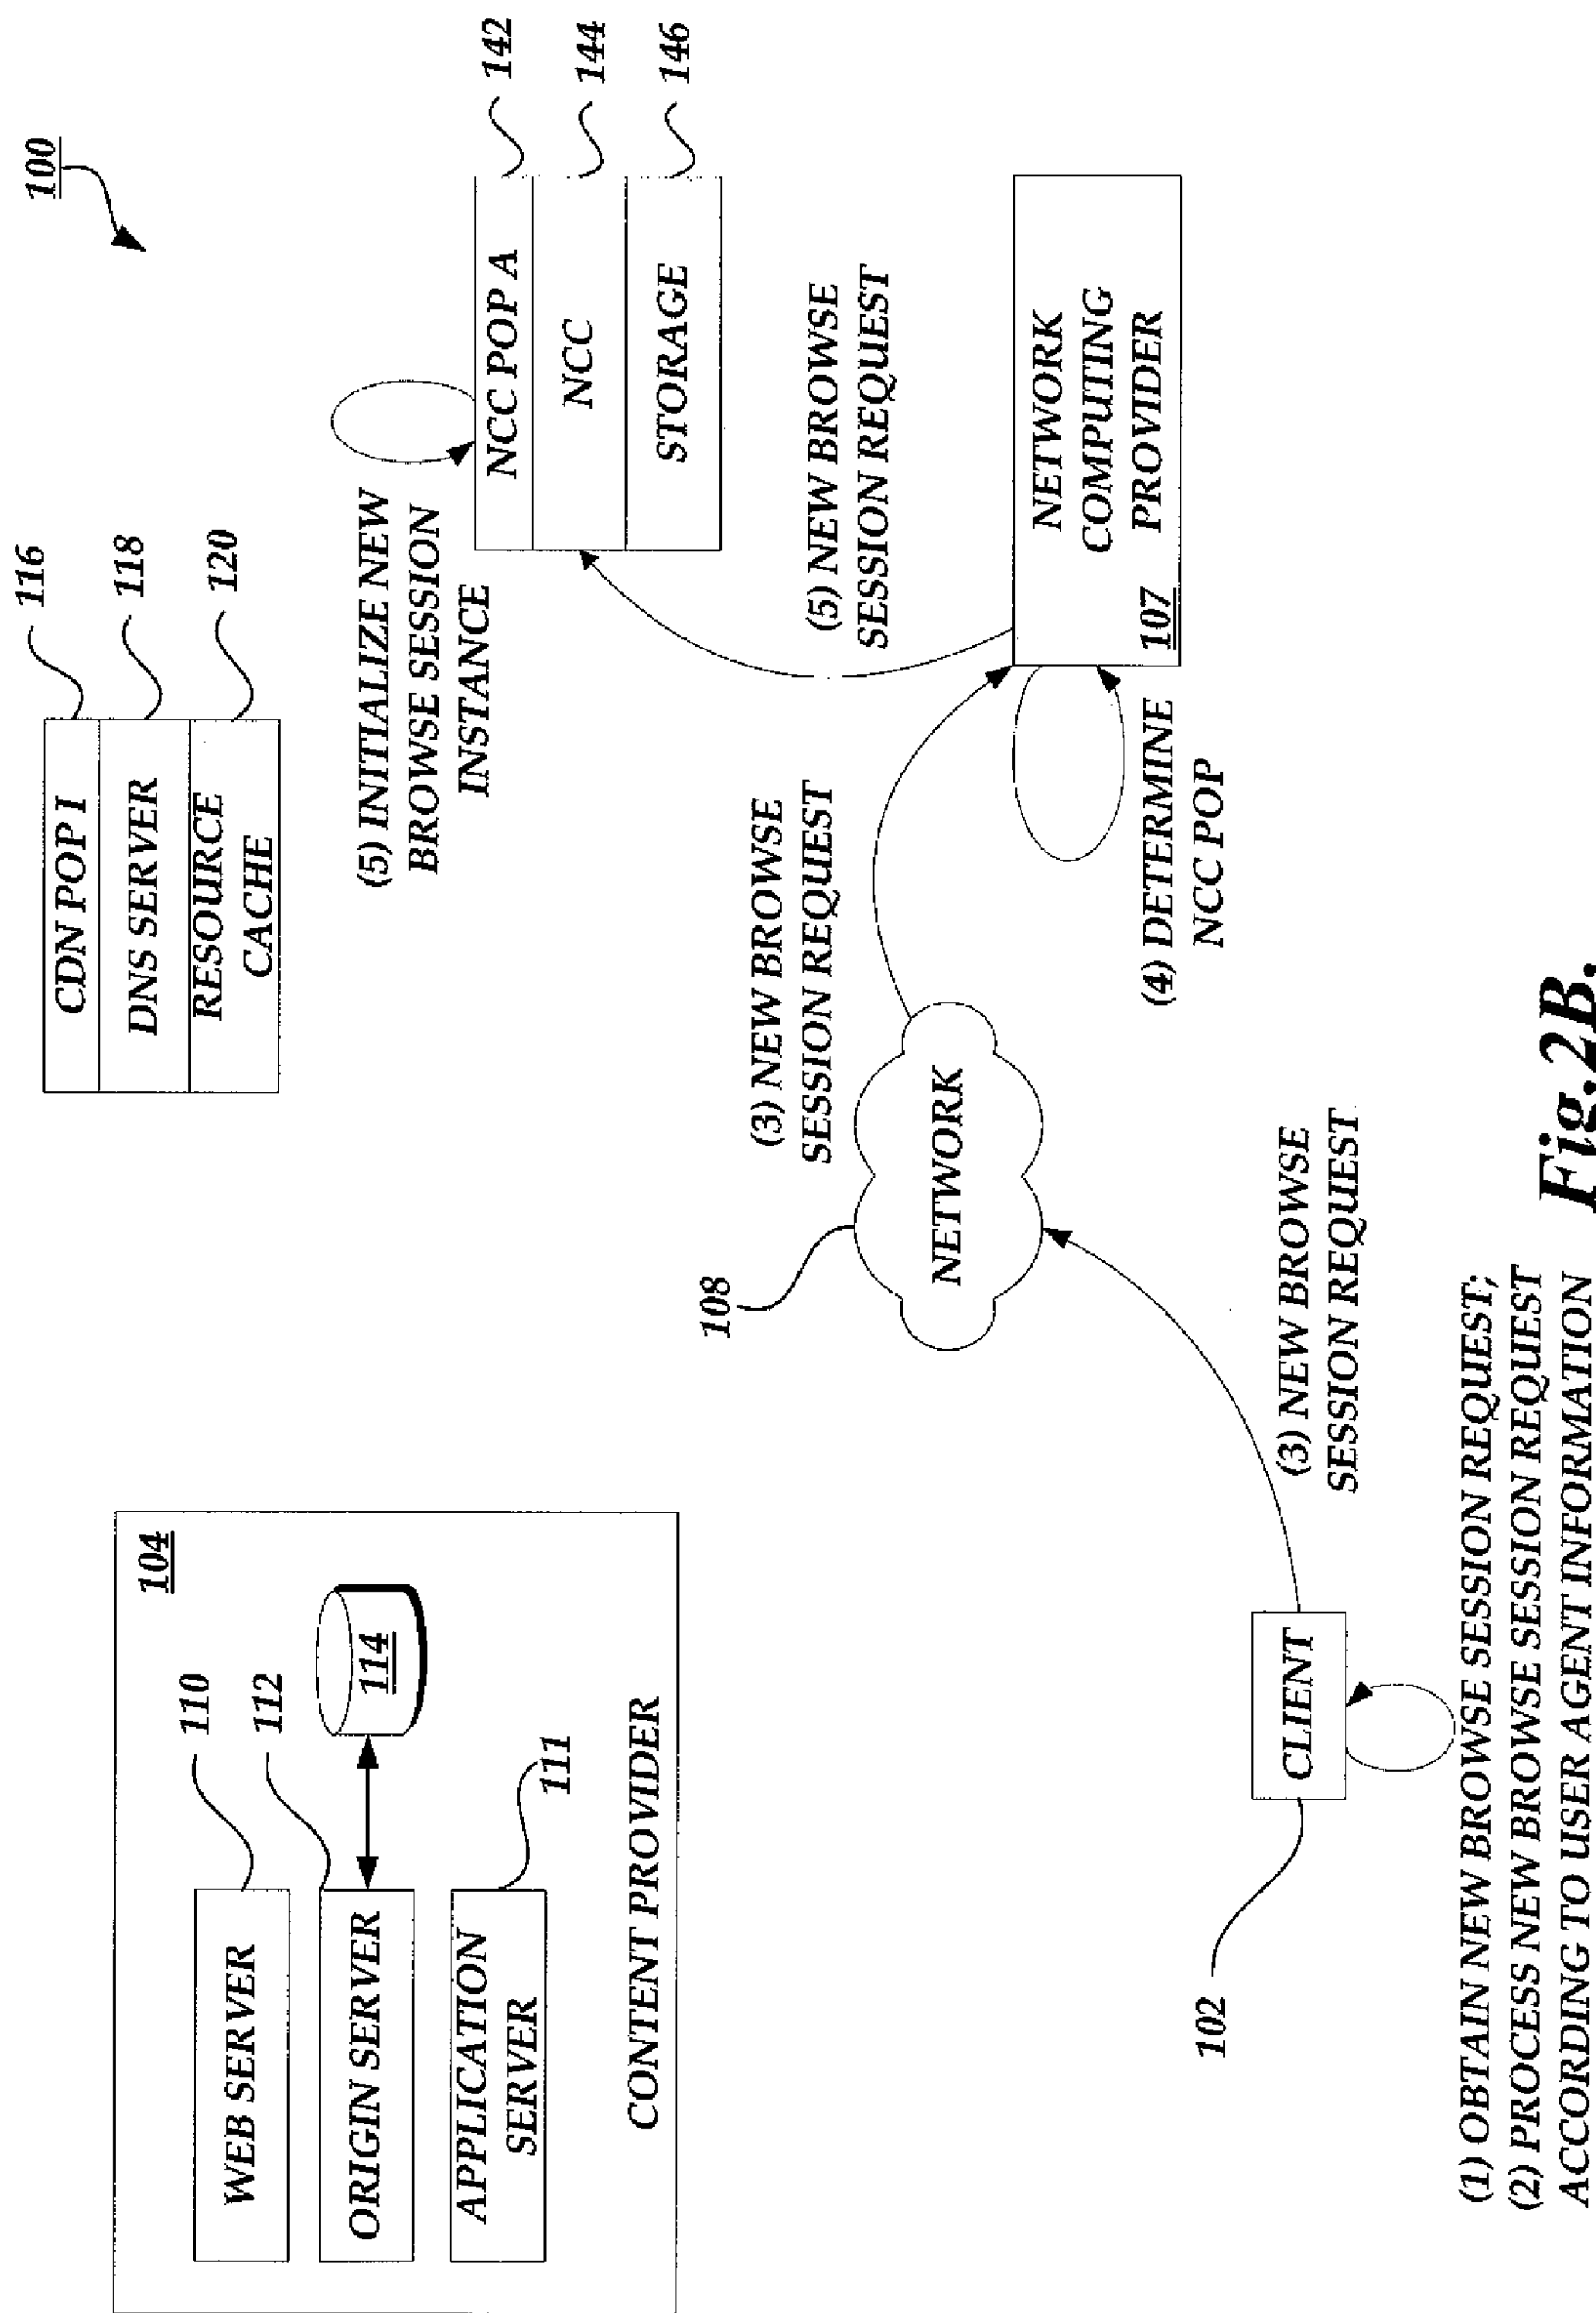 100
104
WEB SERVER
110
ORIGIN SERVER
112
114
APPLICATION
SERVER
111
CONTENT PROVIDER
CDN POP I
116
DNS SERVER
118
RESOURCE
CACHE
120
(5) INITIALIZE NEW
BROWSE SESSION
INSTANCE
NCC POP A
142
NCC
144
STORAGE
146
(5) NEW BROWSE
SESSION REQUEST
(3) NEW BROWSE
SESSION REQUEST
108
NETWORK
NETWORK
COMPUTING
PROVIDER
107
(4) DETERMINE
NCC POP
(3) NEW BROWSE
SESSION REQUEST
CLIENT
102
(1) OBTAIN NEW BROWSE SESSION REQUEST;
(2) PROCESS NEW BROWSE SESSION REQUEST
ACCORDING TO USER AGENT INFORMATION
Fig.2B.